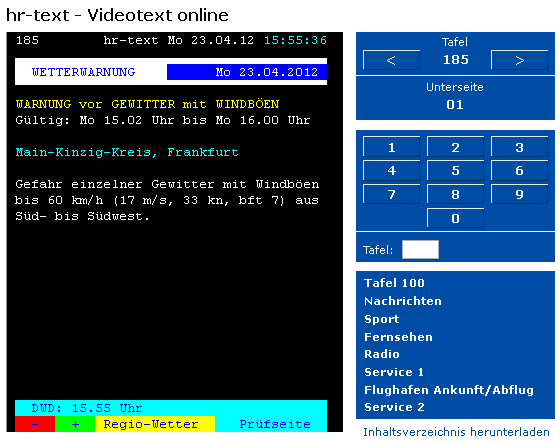 hr-text - Videotext online
185 hr-text Mo 23.04.12 15:55:36
WETTERWARNUNG Mo 23.04.2012
WARNUNG vor GEWITTER mit WINDBÖEN
Gültig: Mo 15.02 Uhr bis Mo 16.00 Uhr
Main-Kinzig-Kreis, Frankfurt
Gefahr einzelner Gewitter mit Windböen
bis 60 km/h (17 m/s, 33 kn, bft 7) aus
Süd- bis Südwest.
DWD: 15.55 Uhr
- + Regio-Wetter Prüfseite
Tafel
< 185 >
Unterseite
01
1 2 3
4 5 6
7 8 9
0
Tafel:
Tafel 100
Nachrichten
Sport
Fernsehen
Radio
Service 1
Flughafen Ankunft/Abflug
Service 2
Inhaltsverzeichnis herunterladen